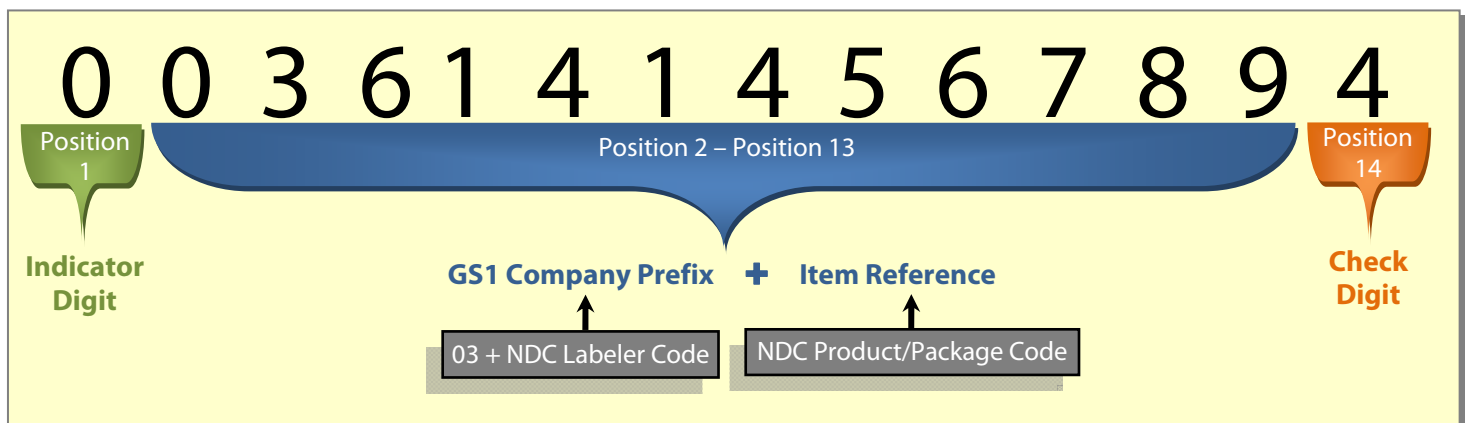 0 0 3 6 1 4 1 4 5 6 7 8 9 4
Position
1
Position 2 – Position 13
Position
14
Indicator
Digit
GS1 Company Prefix + Item Reference
Check
Digit
03 + NDC Labeler Code
NDC Product/Package Code